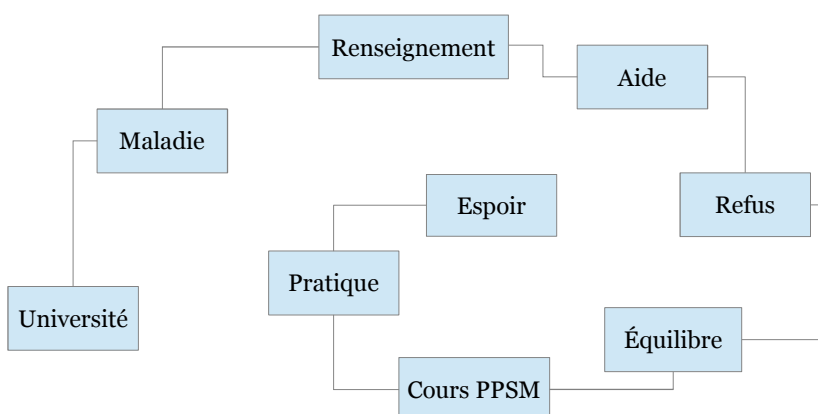 Renseignement
Aide
Maladie
Espoir
Refus
Pratique
Université
Équilibre
Cours PPSM